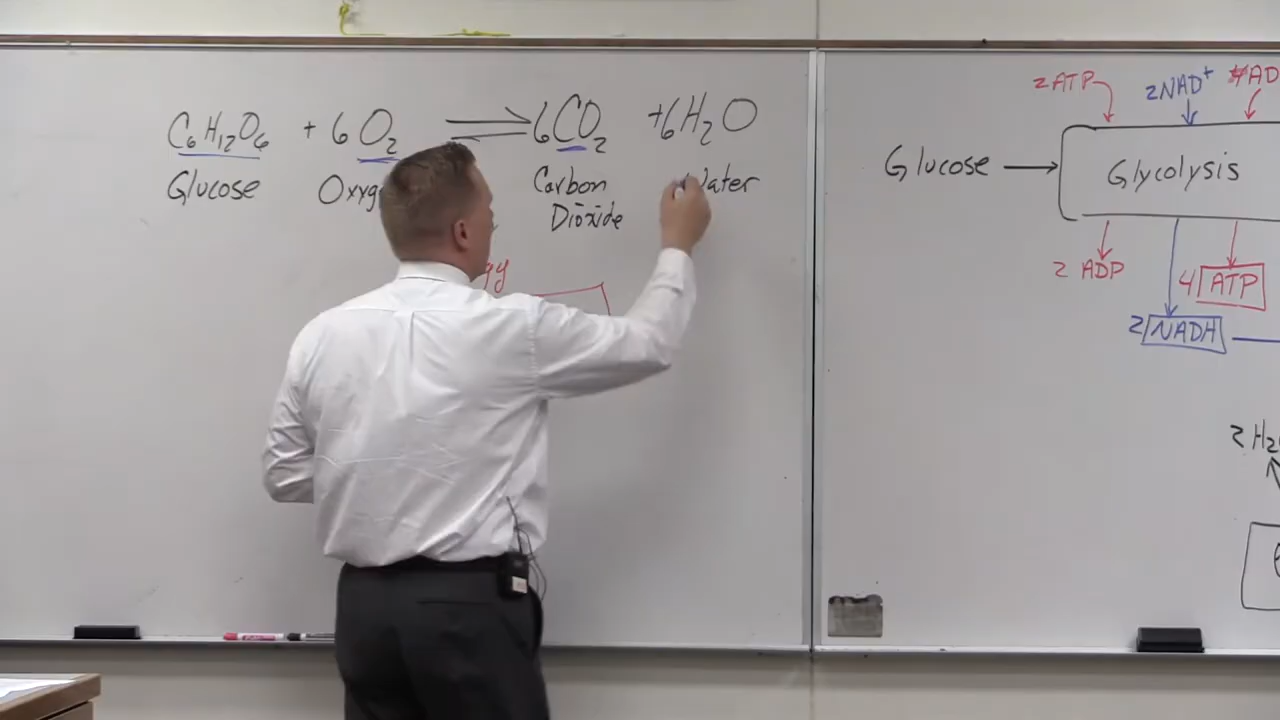 C6H12O6 + 6 O2 ⇌ 6CO2 + 6H2O
Glucose Carbon Water
Dioxide
2ATP 2NAD+
Glucose → Glycolysis
2 ADP 4 ATP
2 NADH